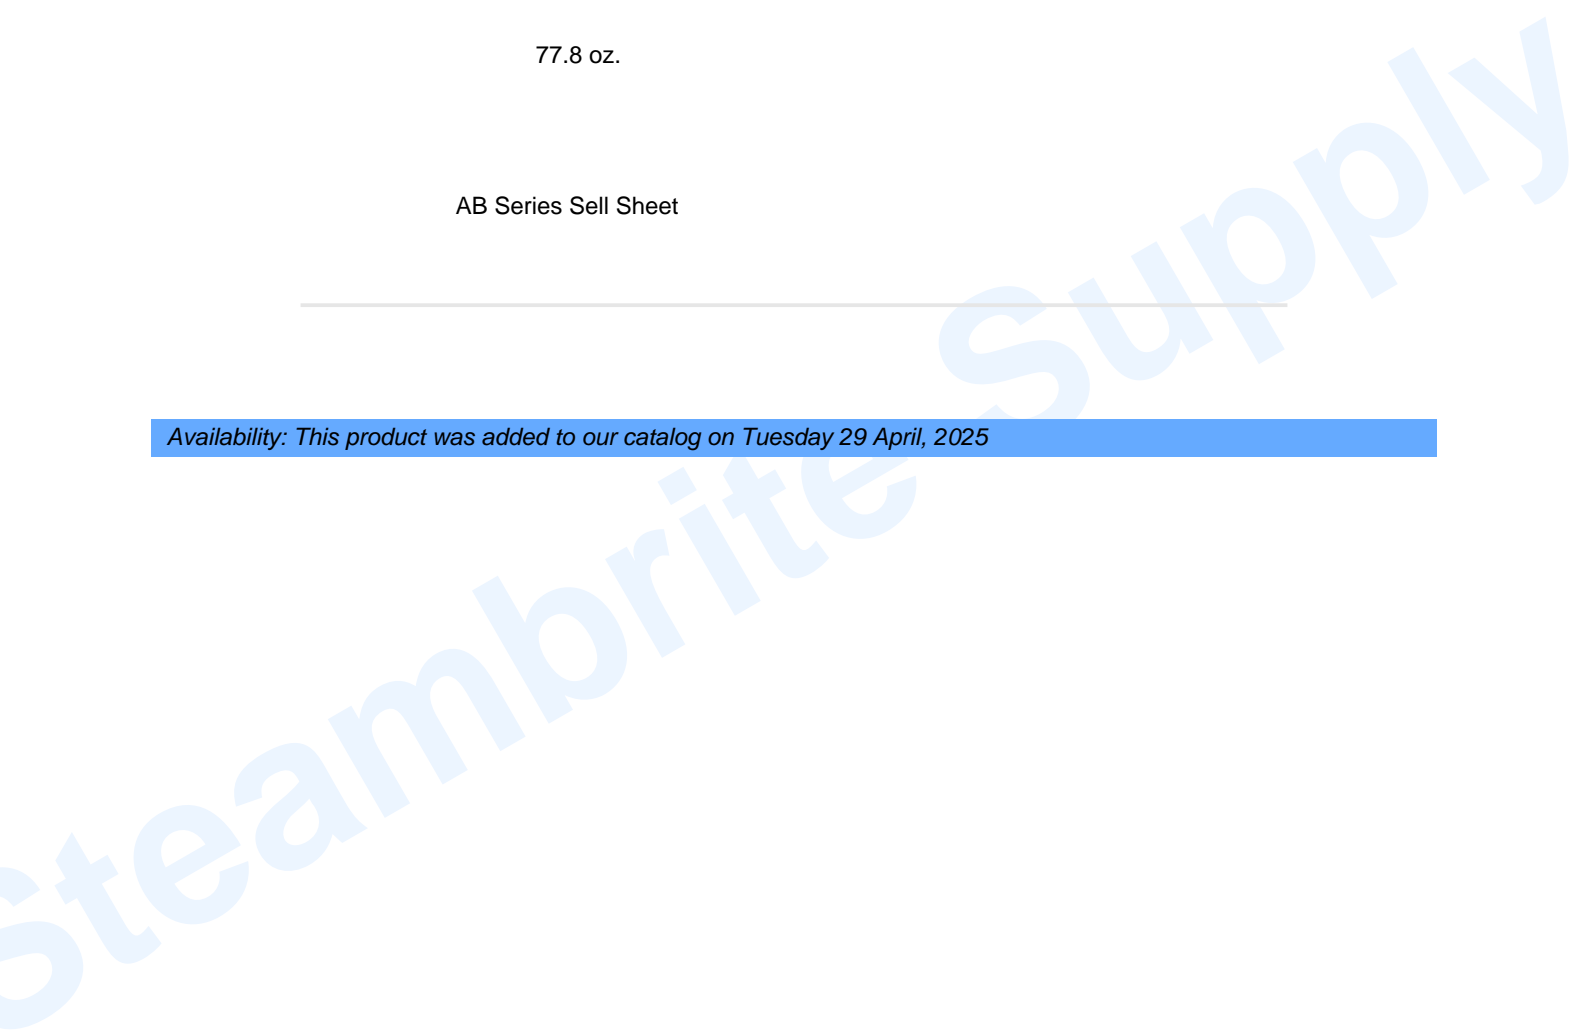 77.8 oz.
AB Series Sell Sheet
Availability: This product was added to our catalog on Tuesday 29 April, 2025
Steambrite Supply